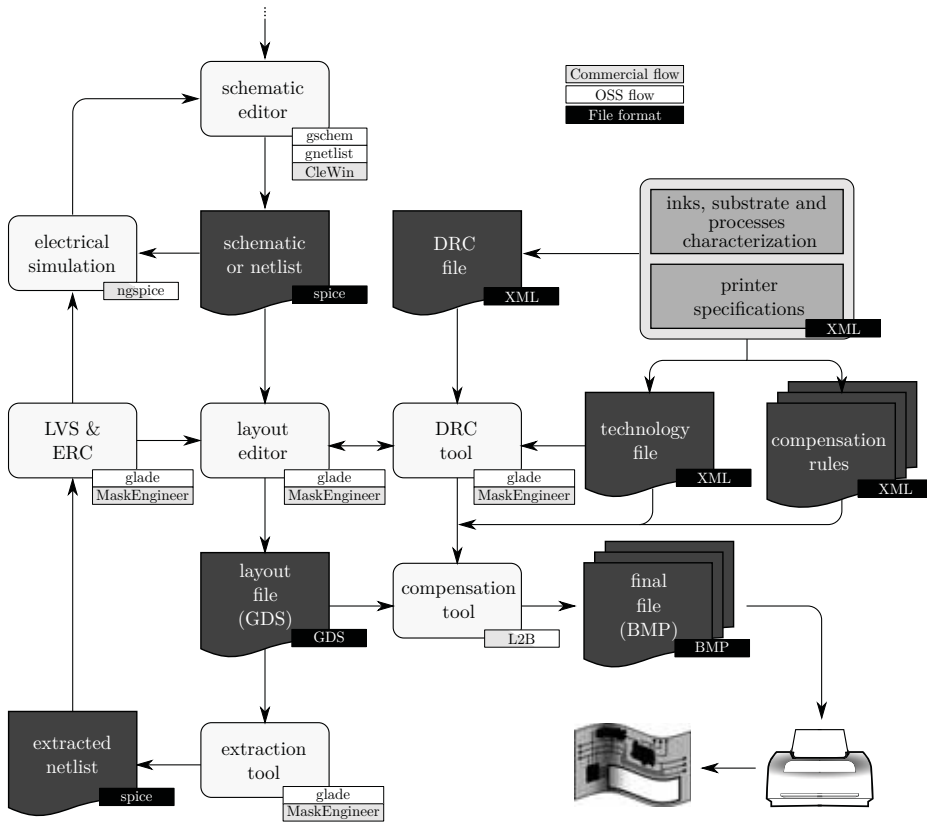 schematic
editor
gschem
gnetlist
CleWin
Commercial flow
OSS flow
File format
electrical
simulation
ngspice
schematic
or netlist
spice
DRC
file
XML
inks, substrate and
processes
characterization
printer
specifications
XML
LVS &
ERC
glade
MaskEngineer
layout
editor
glade
MaskEngineer
DRC
tool
glade
MaskEngineer
technology
file
XML
compensation
rules
XML
layout
file
(GDS)
GDS
compensation
tool
L2B
final
file
(BMP)
BMP
extracted
netlist
spice
extraction
tool
glade
MaskEngineer